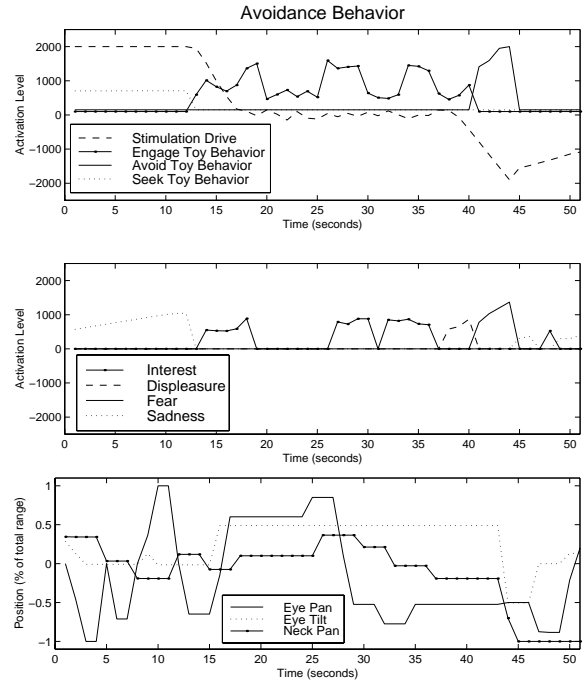 Avoidance Behavior
2000
1000
0
−1000
−2000
Activation Level
Stimulation Drive
Engage Toy Behavior
Avoid Toy Behavior
Seek Toy Behavior
0 5 10 15 20 25 30 35 40 45 50
Time (seconds)
2000
1000
0
−1000
−2000
Activation Level
Interest
Displeasure
Fear
Sadness
0 5 10 15 20 25 30 35 40 45 50
Time (seconds)
1
0.5
0
−0.5
−1
Position (% of total range)
Eye Pan
Eye Tilt
Neck Pan
0 5 10 15 20 25 30 35 40 45 50
Time (seconds)